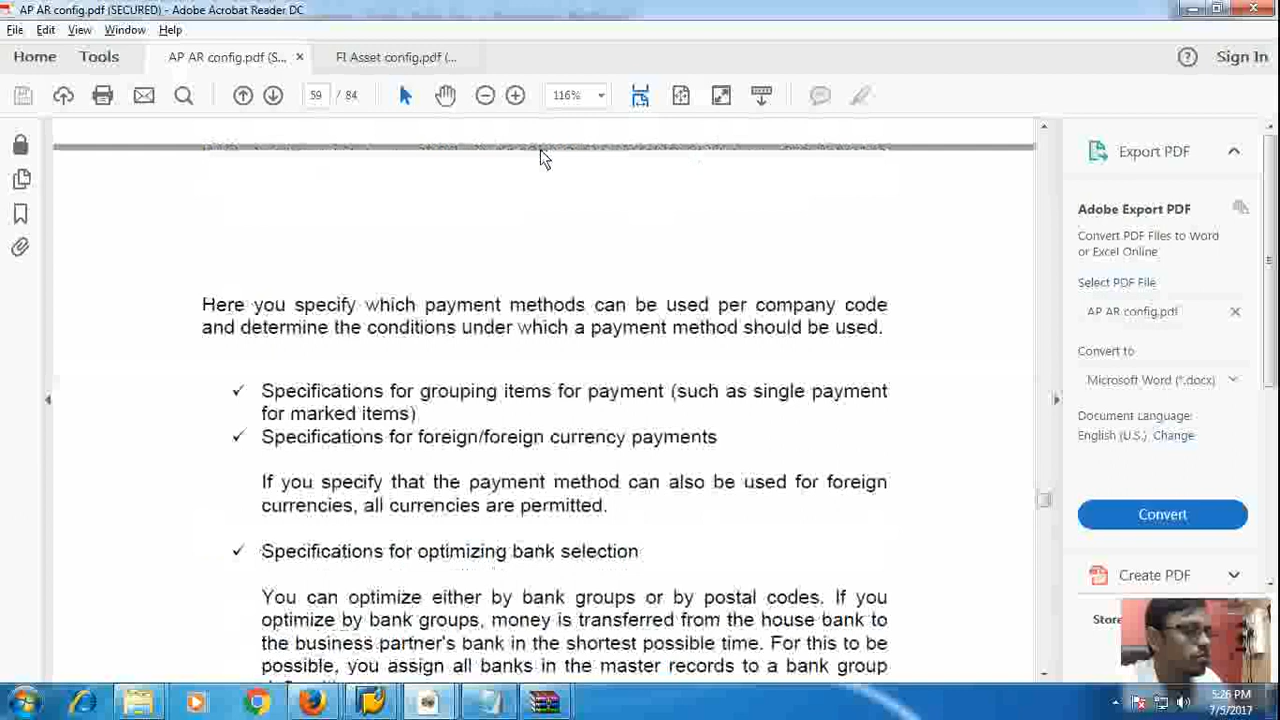 AP AR config.pdf (SECURED) - Adobe Acrobat Reader DC
File Edit View Window Help
Home Tools AP AR config.pdf (S... × FI Asset config.pdf (... Sign In
59 / 84 116%
Export PDF
Adobe Export PDF
Convert PDF Files to Word
or Excel Online
Select PDF File
AP AR config.pdf
Convert to
Microsoft Word (*.docx)
Document Language:
English (U.S.) Change
Convert
Create PDF
Store
Here you specify which payment methods can be used per company code
and determine the conditions under which a payment method should be used.
✓ Specifications for grouping items for payment (such as single payment
for marked items)
✓ Specifications for foreign/foreign currency payments
If you specify that the payment method can also be used for foreign
currencies, all currencies are permitted.
✓ Specifications for optimizing bank selection
You can optimize either by bank groups or by postal codes. If you
optimize by bank groups, money is transferred from the house bank to
the business partner's bank in the shortest possible time. For this to be
possible, you assign all banks in the master records to a bank group
5:26 PM
7/5/2017